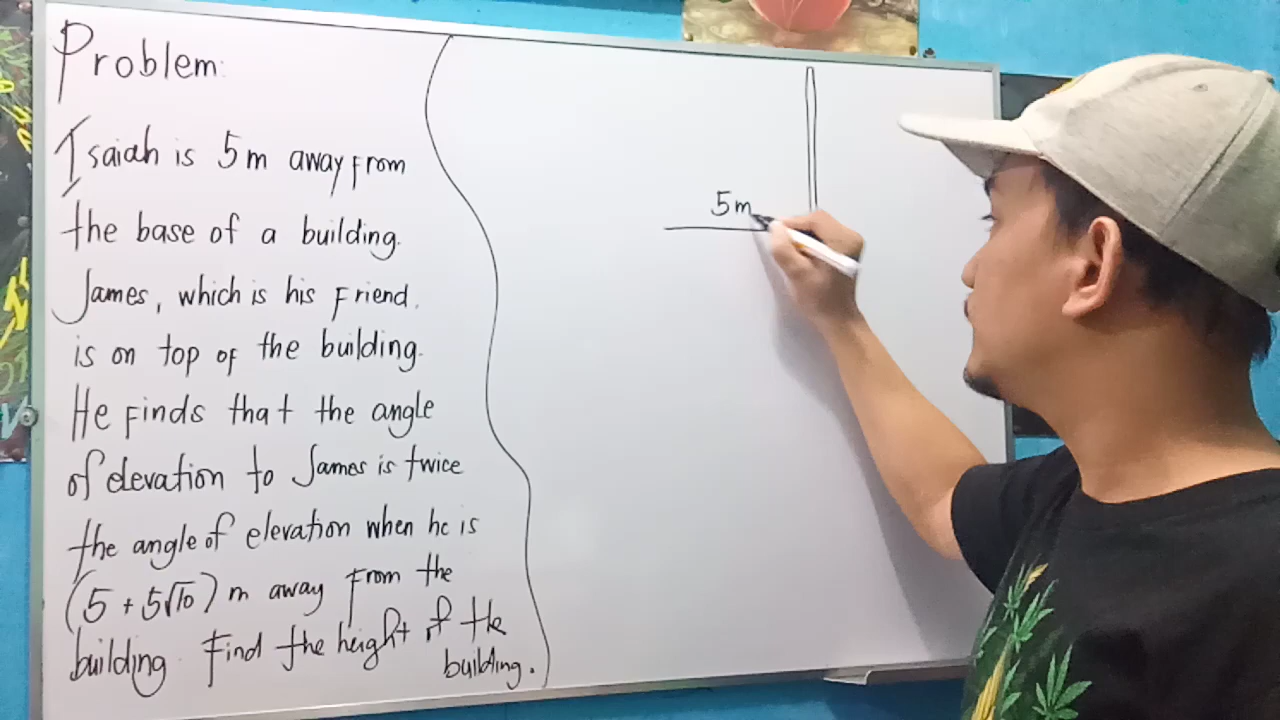 Problem:
Isaiah is 5m away from
the base of a building.
James, which is his friend.
is on top of the building.
He finds that the angle
of elevation to James is twice
the angle of elevation when he is
(5 + 5√10) m away from the
building. Find the height of the
building.
5m